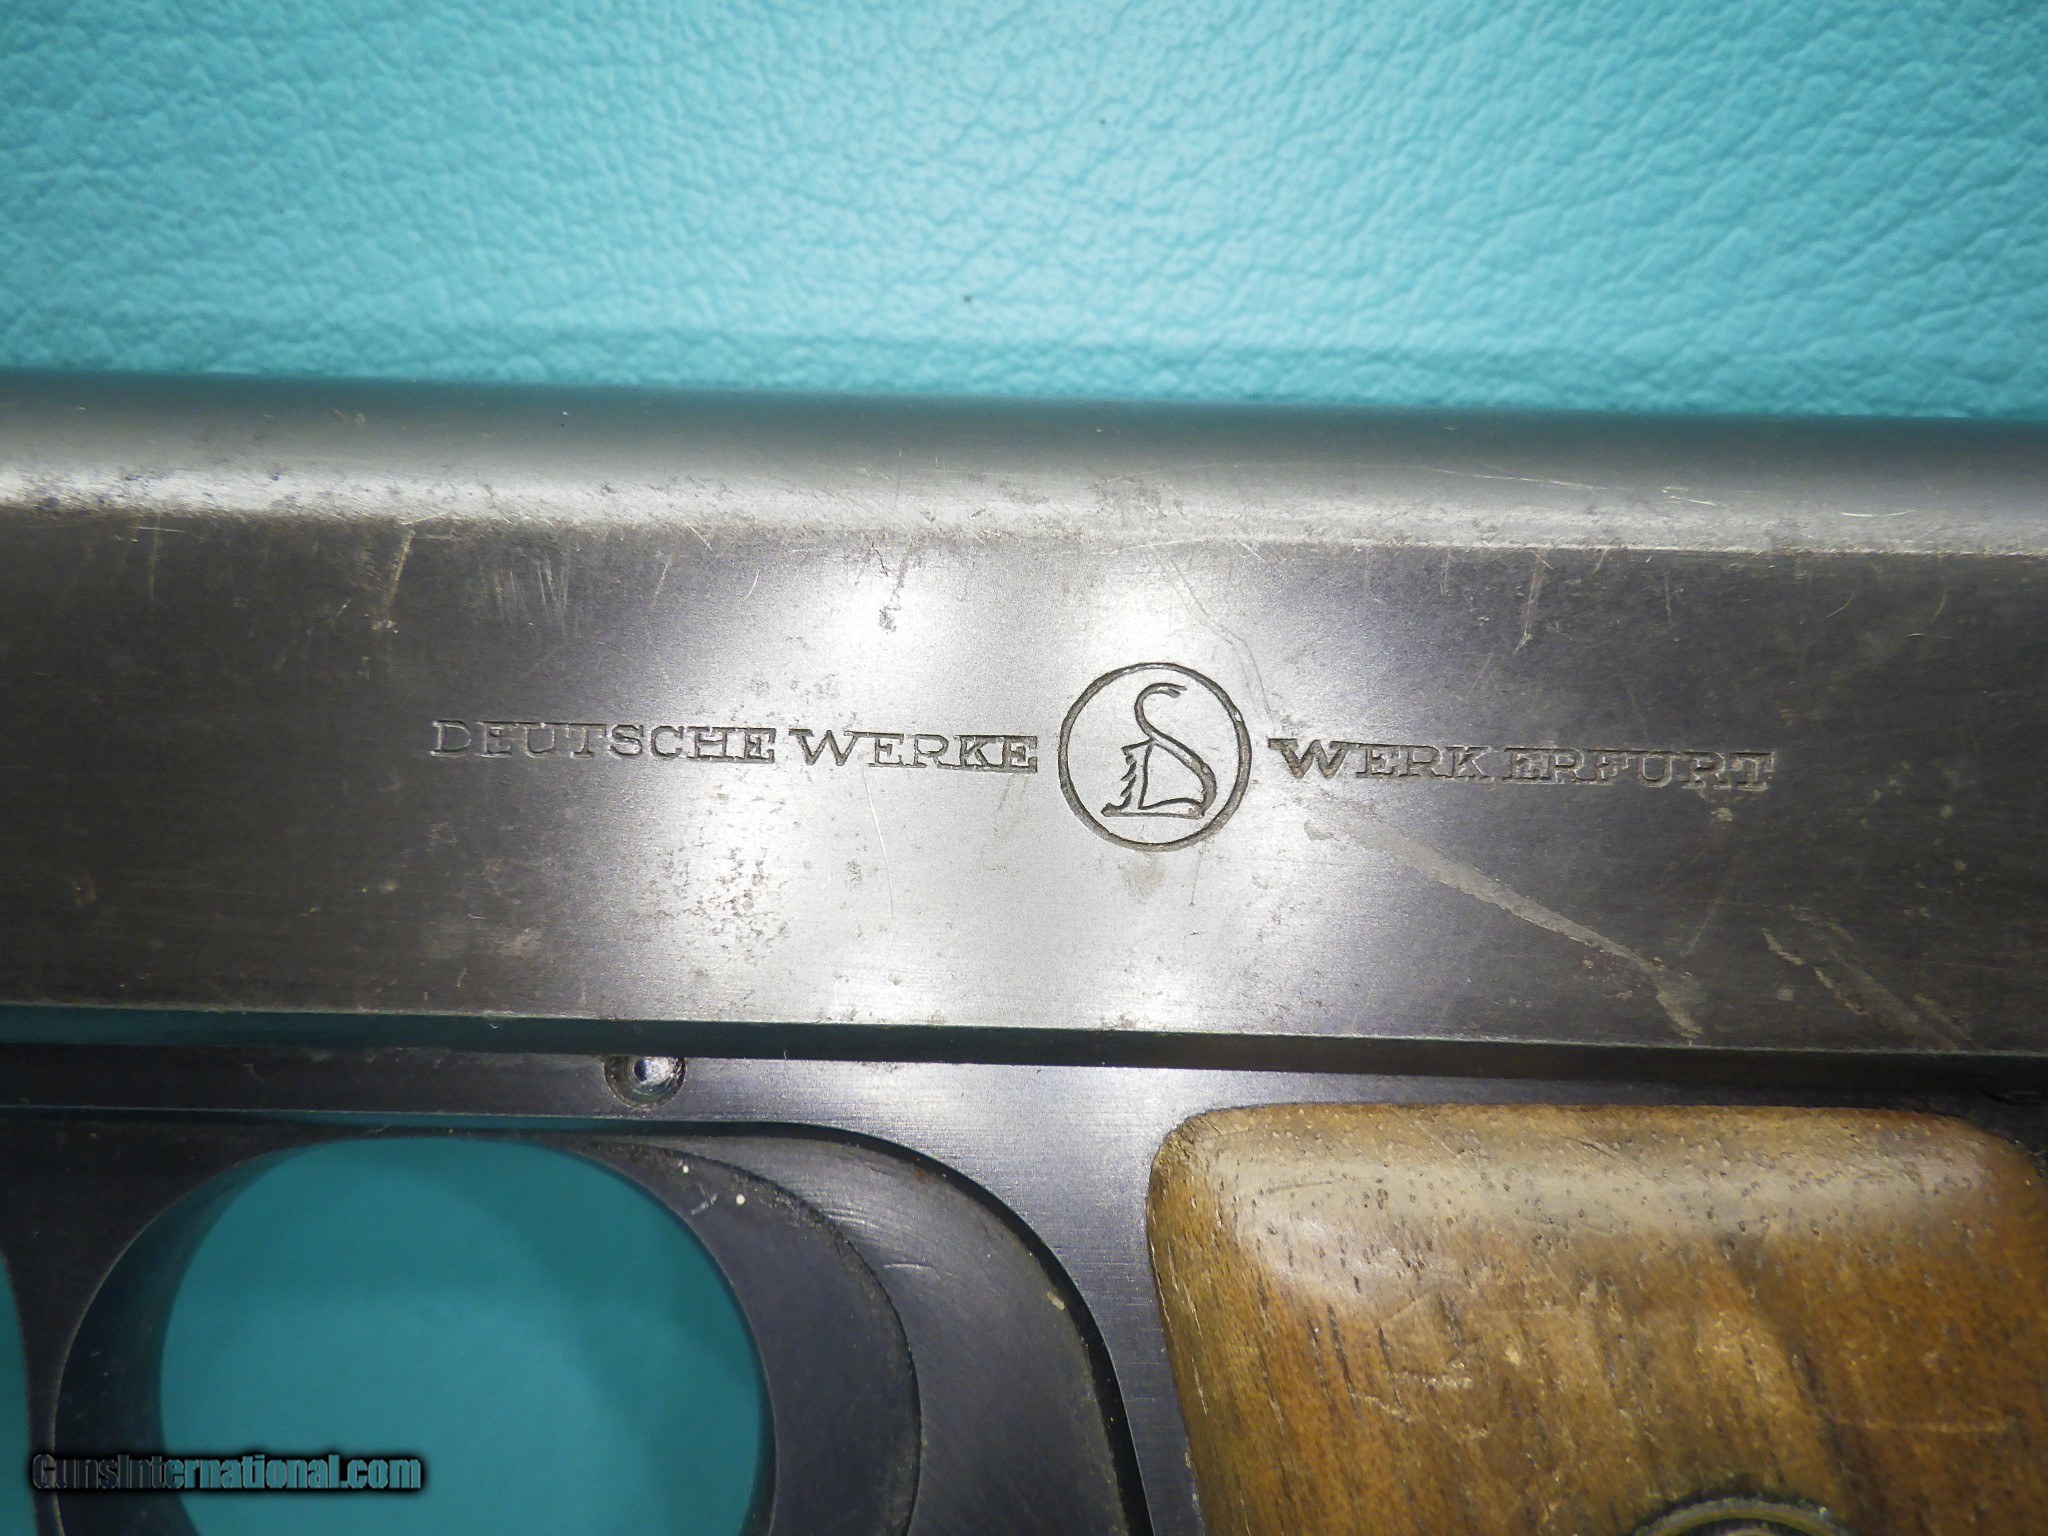 DEUTSCHE WERKE WERK ERFURT
GunsInternational.com